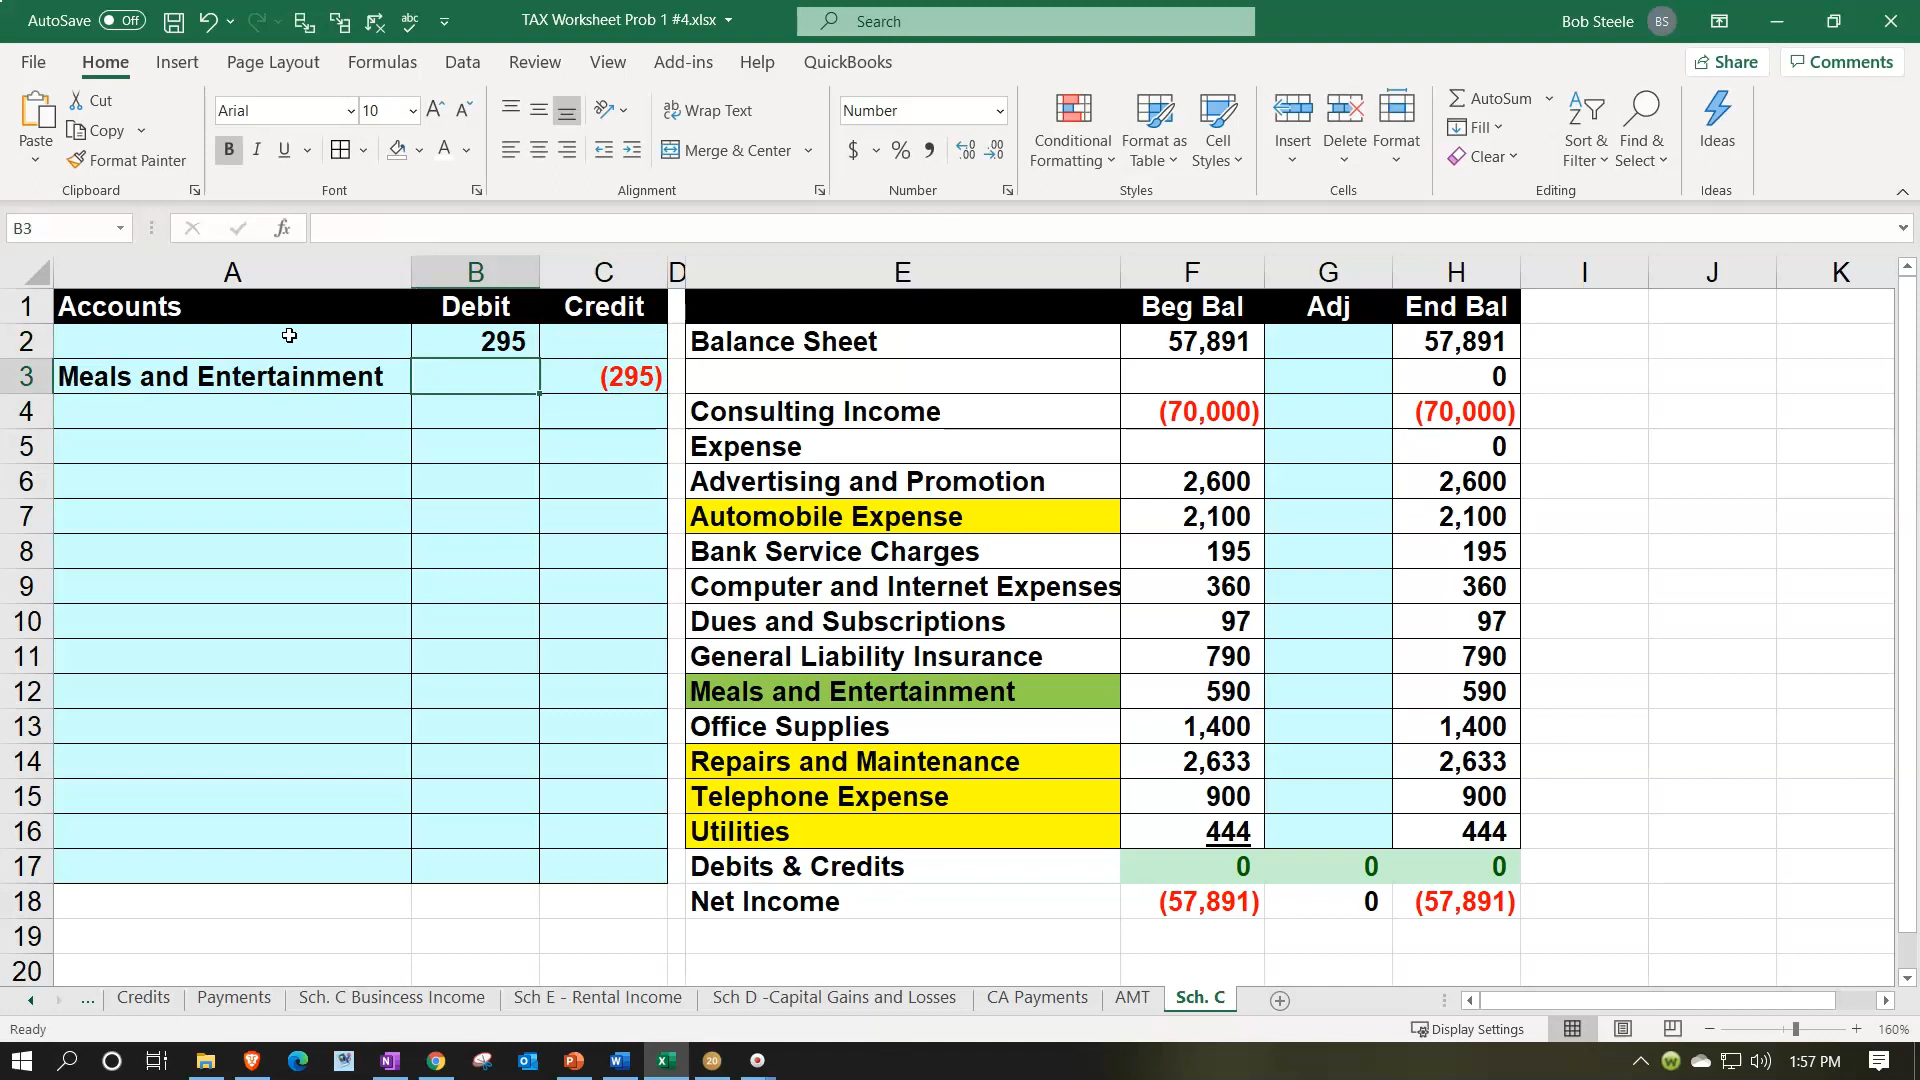 AutoSave Off TAX Worksheet Prob 1 #4.xlsx Search Bob Steele BS
File Home Insert Page Layout Formulas Data Review View Add-ins Help QuickBooks Share Comments
Paste Cut Copy Format Painter Clipboard
Arial 10 B I U A Font
Wrap Text Merge & Center Alignment
Number $ % Number
Conditional Formatting Format as Table Cell Styles Styles
Insert Delete Format Cells
AutoSum Fill Clear Sort & Filter Find & Select Editing
Ideas Ideas
B3 fx
A B C D E F G H I J K
1 Accounts Debit Credit Beg Bal Adj End Bal
2 295 Balance Sheet 57,891 57,891
3 Meals and Entertainment (295) 0
4 Consulting Income (70,000) (70,000)
5 Expense 0
6 Advertising and Promotion 2,600 2,600
7 Automobile Expense 2,100 2,100
8 Bank Service Charges 195 195
9 Computer and Internet Expenses 360 360
10 Dues and Subscriptions 97 97
11 General Liability Insurance 790 790
12 Meals and Entertainment 590 590
13 Office Supplies 1,400 1,400
14 Repairs and Maintenance 2,633 2,633
15 Telephone Expense 900 900
16 Utilities 444 444
17 Debits & Credits 0 0 0
18 Net Income (57,891) 0 (57,891)
19
20
... Credits Payments Sch. C Busincess Income Sch E - Rental Income Sch D -Capital Gains and Losses CA Payments AMT Sch. C
Ready Display Settings 160%
1:57 PM